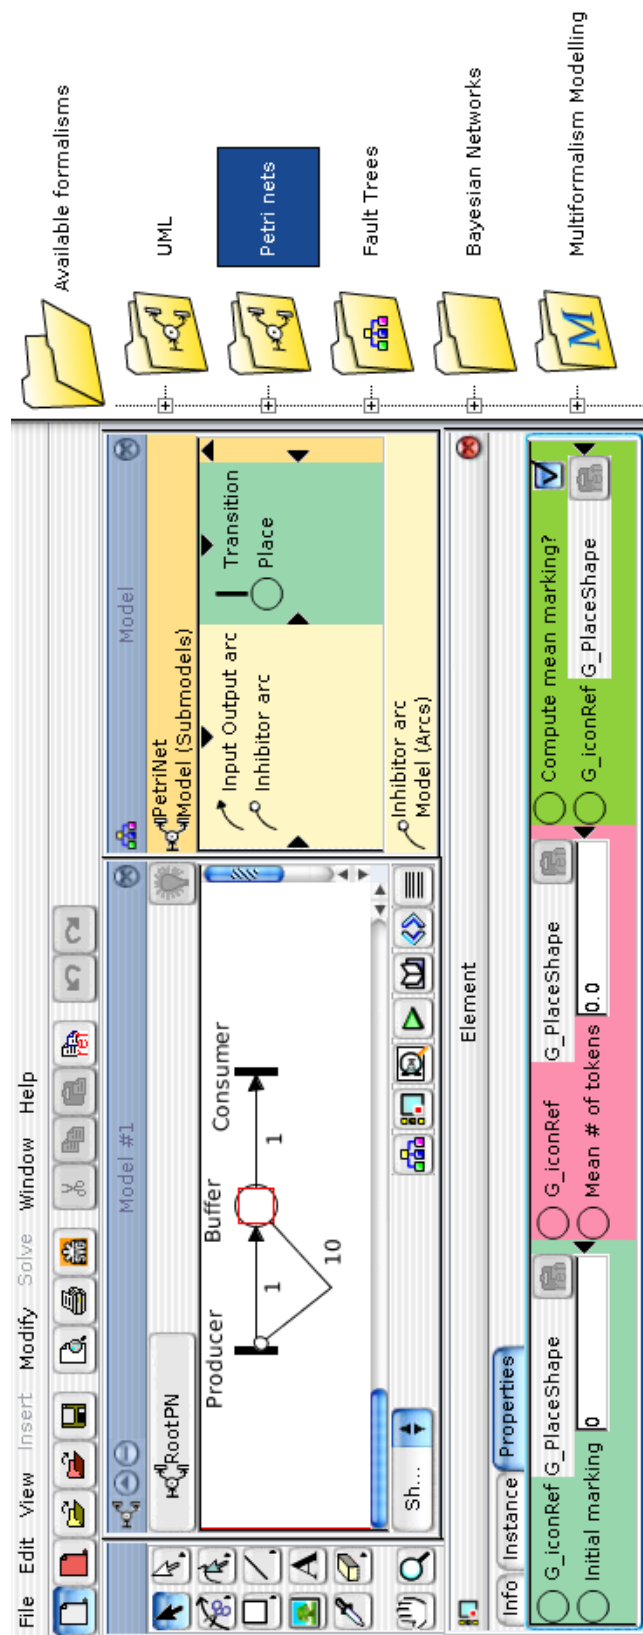 File Edit View Insert Modify Solve Window Help
ref
SWG
Model #1
RootPN
Producer
Buffer
Consumer
1
1
10
Sh...
A
Model
PetriNet
Model (Submodels)
Input Output arc
Inhibitor arc
Transition
Place
Inhibitor arc
Model (Arcs)
Element
Info Instance Properties
G_iconRef G_PlaceShape
Initial marking 0
G_iconRef G_PlaceShape
Mean # of tokens 0.0
Compute mean marking?
G_iconRef G_PlaceShape
Available formalisms
UML
Petri nets
Fault Trees
Bayesian Networks
M
Multiformalism Modelling